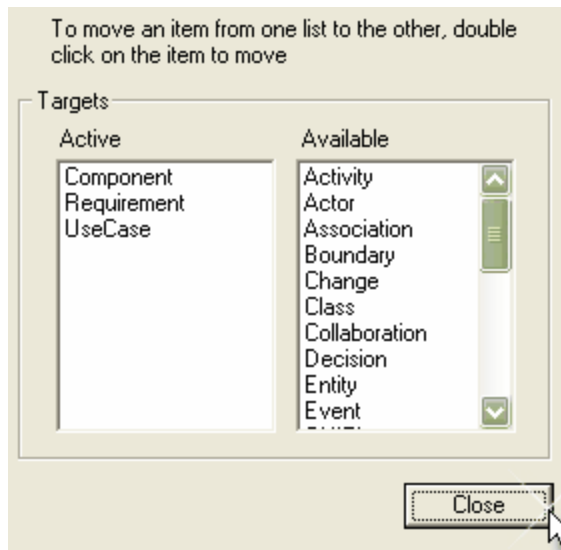 To move an item from one list to the other, double
click on the item to move
Targets
Active
Component
Requirement
UseCase
Available
Activity
Actor
Association
Boundary
Change
Class
Collaboration
Decision
Entity
Event
Close